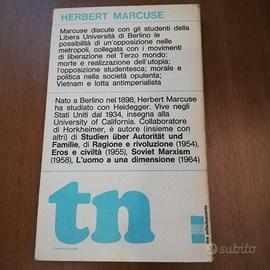 HERBERT MARCUSE
Marcuse discute con gli studenti della
Libera Università di Berlino le
possibilità di un'opposizione nelle
metropoli, collegata con i movimenti
di liberazione nel Terzo mondo:
morte e realizzazione dell'utopia;
l'opposizione studentesca; morale e
politica nella società opulenta;
Vietnam e lotta antimperialista
Nato a Berlino nel 1898, Herbert Marcuse
ha studiato con Heidegger. Vive negli
Stati Uniti dal 1934, insegna alla
University of California. Collaboratore
di Horkheimer, è autore (insieme con
altri) di Studien über Autorität und
Familie, di Ragione e rivoluzione (1954),
Eros e civiltà (1955), Soviet Marxism
(1958), L'uomo a una dimensione (1964)
tn
subito